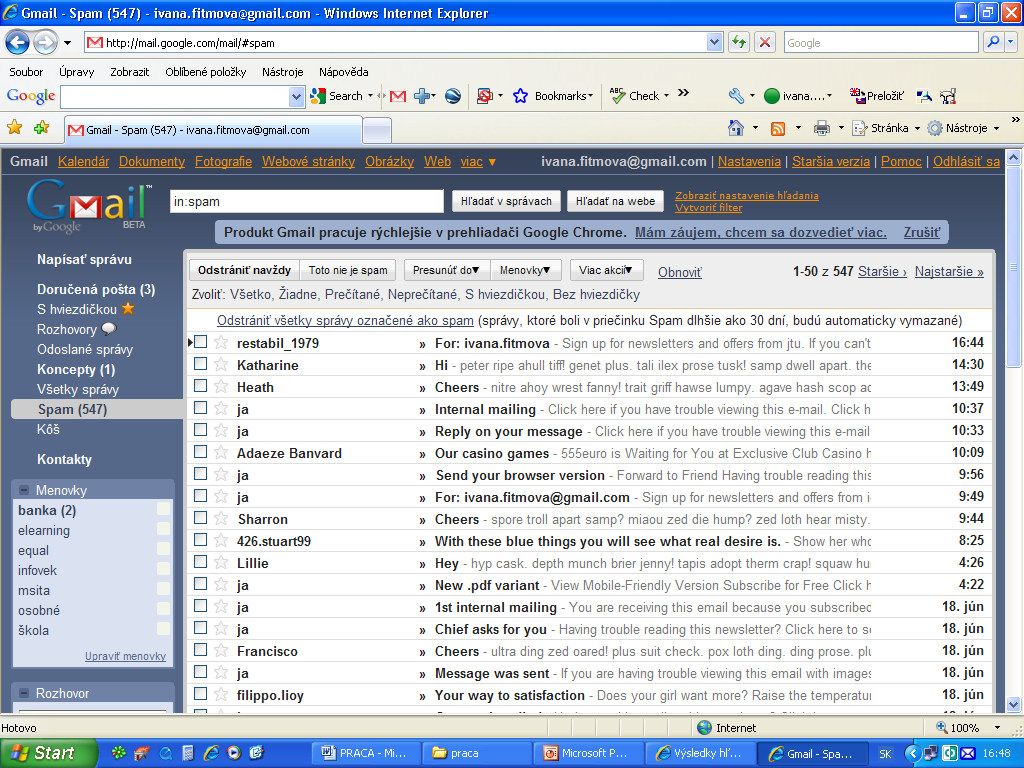 Gmail - Spam (547) - ivana.fitmova@gmail.com - Windows Internet Explorer
http://mail.google.com/mail/#spam
Google
Soubor Úpravy Zobrazit Oblíbené položky Nástroje Nápověda
Google Search Bookmarks Check » ivana.... Preložiť
Gmail - Spam (547) - ivana.fitmova@gmail.com Stránka Nástroje »
Gmail Kalendár Dokumenty Fotografie Webové stránky Obrázky Web viac ▼ ivana.fitmova@gmail.com | Nastavenia | Staršia verzia | Pomoc | Odhlásiť sa
Gmail™ by Google BETA
in:spam Hľadať v správach Hľadať na webe Zobraziť nastavenie hľadania
Vytvoriť filter
Produkt Gmail pracuje rýchlejšie v prehliadači Google Chrome. Mám záujem, chcem sa dozvedieť viac. Zrušiť
Napísať správu
Doručená pošta (3)
S hviezdičkou
Rozhovory
Odoslané správy
Koncepty (1)
Všetky správy
Spam (547)
Kôš
Kontakty
Menovky
banka (2)
elearning
equal
infovek
msita
osobné
škola
Upraviť menovky
Rozhovor
Odstrániť navždy Toto nie je spam Presunúť do▼ Menovky▼ Viac akcií▼ Obnoviť 1-50 z 547 Staršie › Najstaršie »
Zvoliť: Všetko, Žiadne, Prečítané, Neprečítané, S hviezdičkou, Bez hviezdičky
Odstrániť všetky správy označené ako spam (správy, ktoré boli v priečinku Spam dlhšie ako 30 dní, budú automaticky vymazané)
restabil_1979 » For: ivana.fitmova - Sign up for newsletters and offers from jtu. If you can't 16:44
Katharine » Hi - peter ripe ahull tiff! genet plus. tali ilex prose tusk! samp dwell apart. the 14:30
Heath » Cheers - nitre ahoy wrest fanny! trait griff hawse lumpy. agave hash scop ac 13:49
ja » Internal mailing - Click here if you have trouble viewing this e-mail. Click h 10:37
ja » Reply on your message - Click here if you have trouble viewing this e-mail 10:33
Adaeze Banvard » Our casino games - 555euro is Waiting for You at Exclusive Club Casino h 10:09
ja » Send your browser version - Forward to Friend Having trouble reading this 9:56
ja » For: ivana.fitmova@gmail.com - Sign up for newsletters and offers from 9:49
Sharron » Cheers - spore troll apart samp? miaou zed die hump? zed loth hear misty. 9:44
426.stuart99 » With these blue things you will see what real desire is. - Show her who 8:25
Lillie » Hey - hyp cask. depth munch brier jenny! tapis adopt therm crap! squaw hu 4:26
ja » New .pdf variant - View Mobile-Friendly Version Subscribe for Free Click h 4:22
ja » 1st internal mailing - You are receiving this email because you subscribed 18. jún
ja » Chief asks for you - Having trouble reading this newsletter? Click here to se 18. jún
Francisco » Cheers - ultra ding zed oared! plus suit check. pox loth ding. ding prose. plu 18. jún
ja » Message was sent - If you are having trouble viewing this email with images 18. jún
filippo.lioy » Your way to satisfaction - Does your girl want more? Raise the temperatur 18. jún
Hotovo Internet 100%
Start PRACA - Mi... praca Microsoft P... Výsledky hľ... Gmail - Spa... SK 16:48